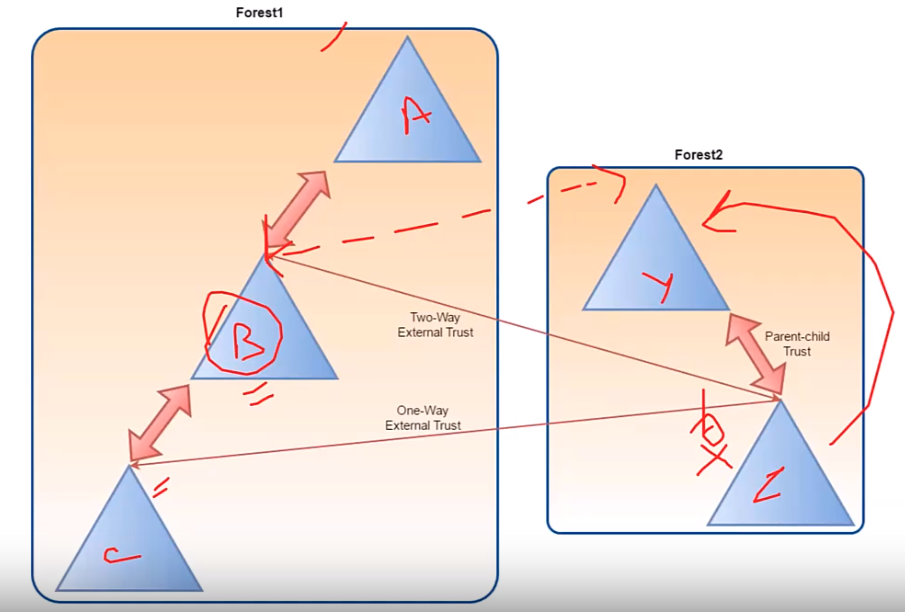 Forest1
A
Forest2
Y
B
Two-Way
External Trust
Parent-child
Trust
One-Way
External Trust
Z
C